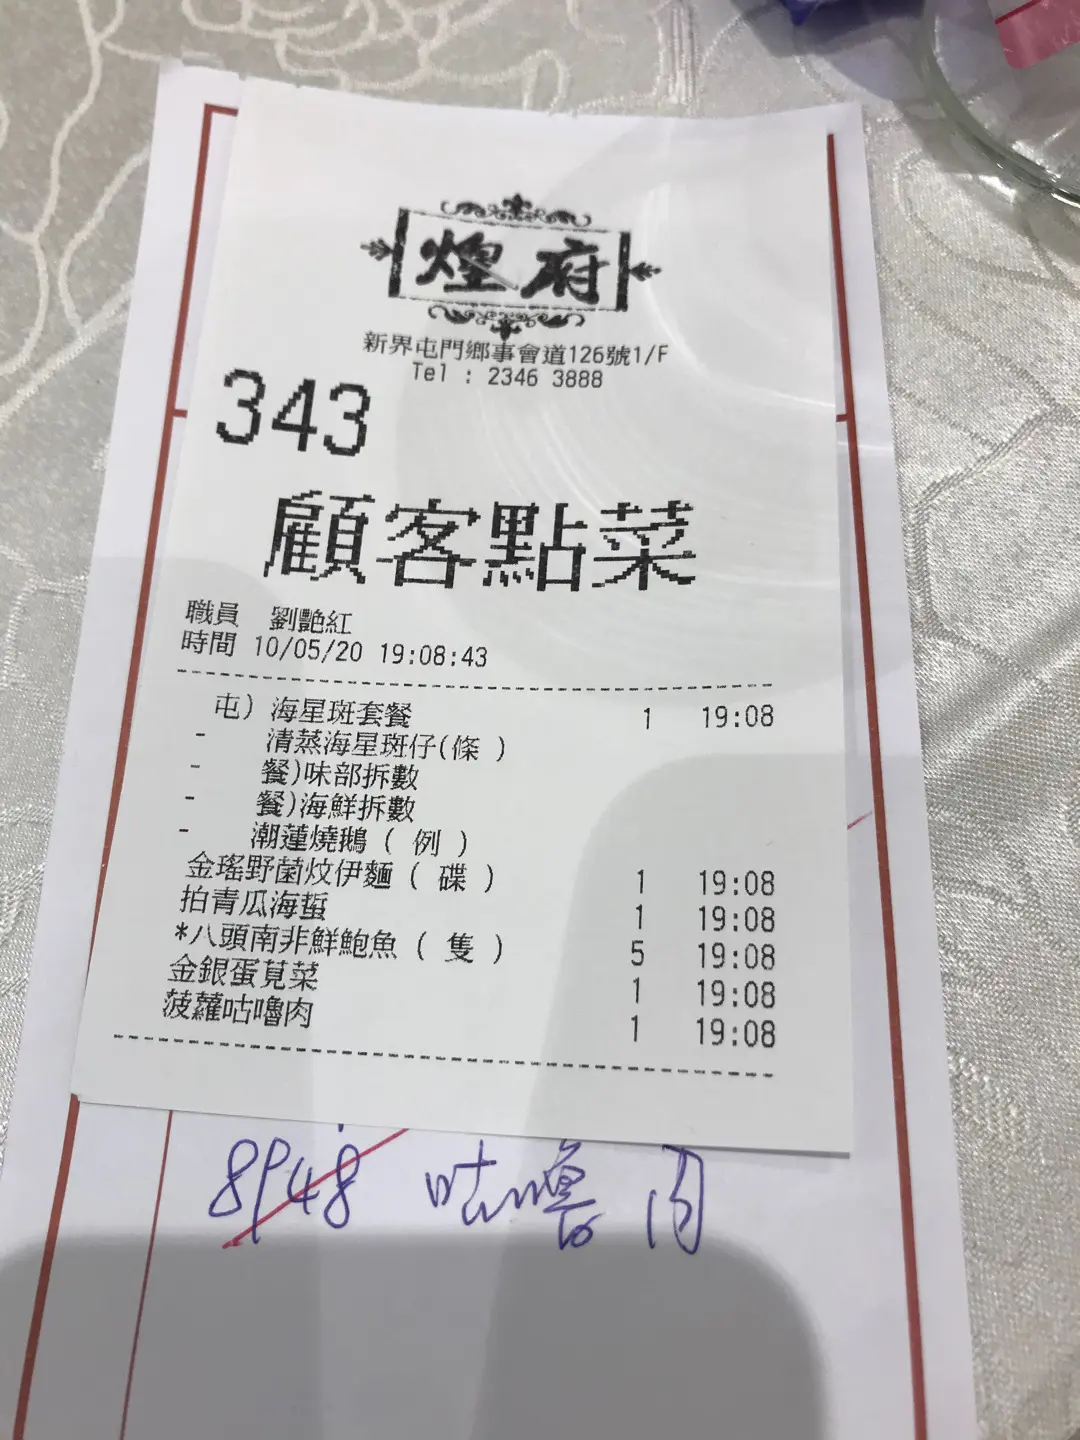 煌府
新界屯門鄉事會道126號1/F
Tel : 2346 3888
343
顧客點菜
職員 劉艷紅
時間 10/05/20 19:08:43
屯) 海星斑套餐 1 19:08
- 清蒸海星斑仔(條 )
- 餐)味部拆數
- 餐)海鮮拆數
- 潮蓮燒鵝 ( 例 )
金瑤野菌炆伊麵 ( 碟 ) 1 19:08
拍青瓜海蜇 1 19:08
*八頭南非鮮鮑魚 ( 隻 ) 5 19:08
金銀蛋莧菜 1 19:08
菠蘿咕嚕肉 1 19:08
8948 咕嚕肉